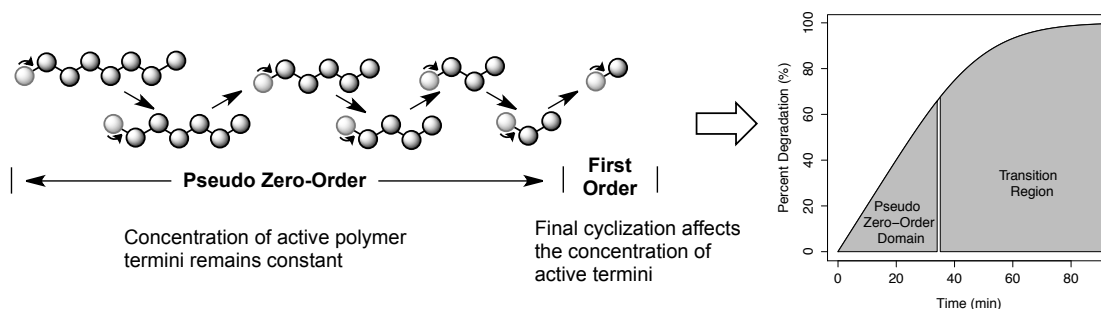 Pseudo Zero-Order
First
Order
Concentration of active polymer
termini remains constant
Final cyclization affects
the concentration of
active termini
Percent Degradation (%)
100
80
60
40
20
0
Pseudo
Zero−Order
Domain
Transition
Region
0 20 40 60 80
Time (min)